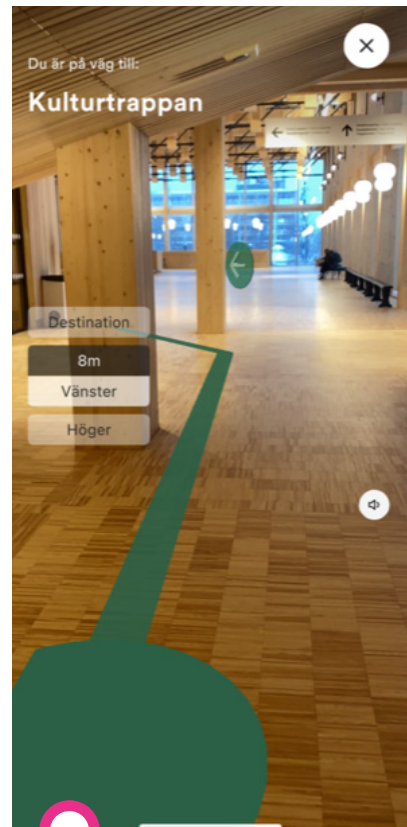 Du är på väg till:
Kulturtrappan
Destination
8m
Vänster
Höger